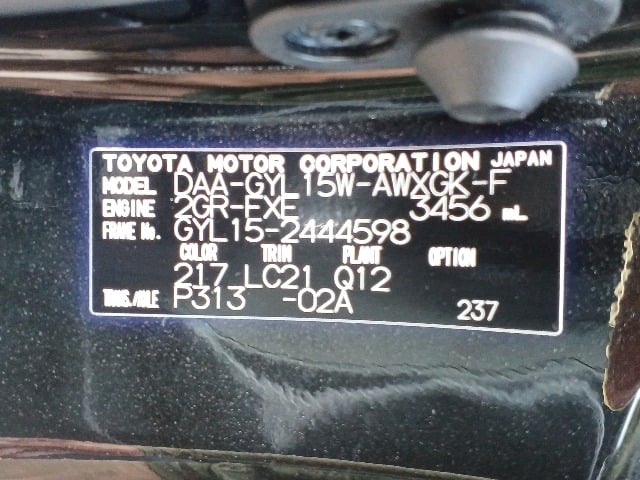 TOYOTA MOTOR CORPORATION JAPAN
MODEL DAA-GYL15W-AWXGK-F
ENGINE 2GR-FXE 3456 mL
FRAME No. GYL15-2444598
COLOR TRIM PLANT OPTION
217 LC21 Q12
TRANS./AXLE P313 -02A 237